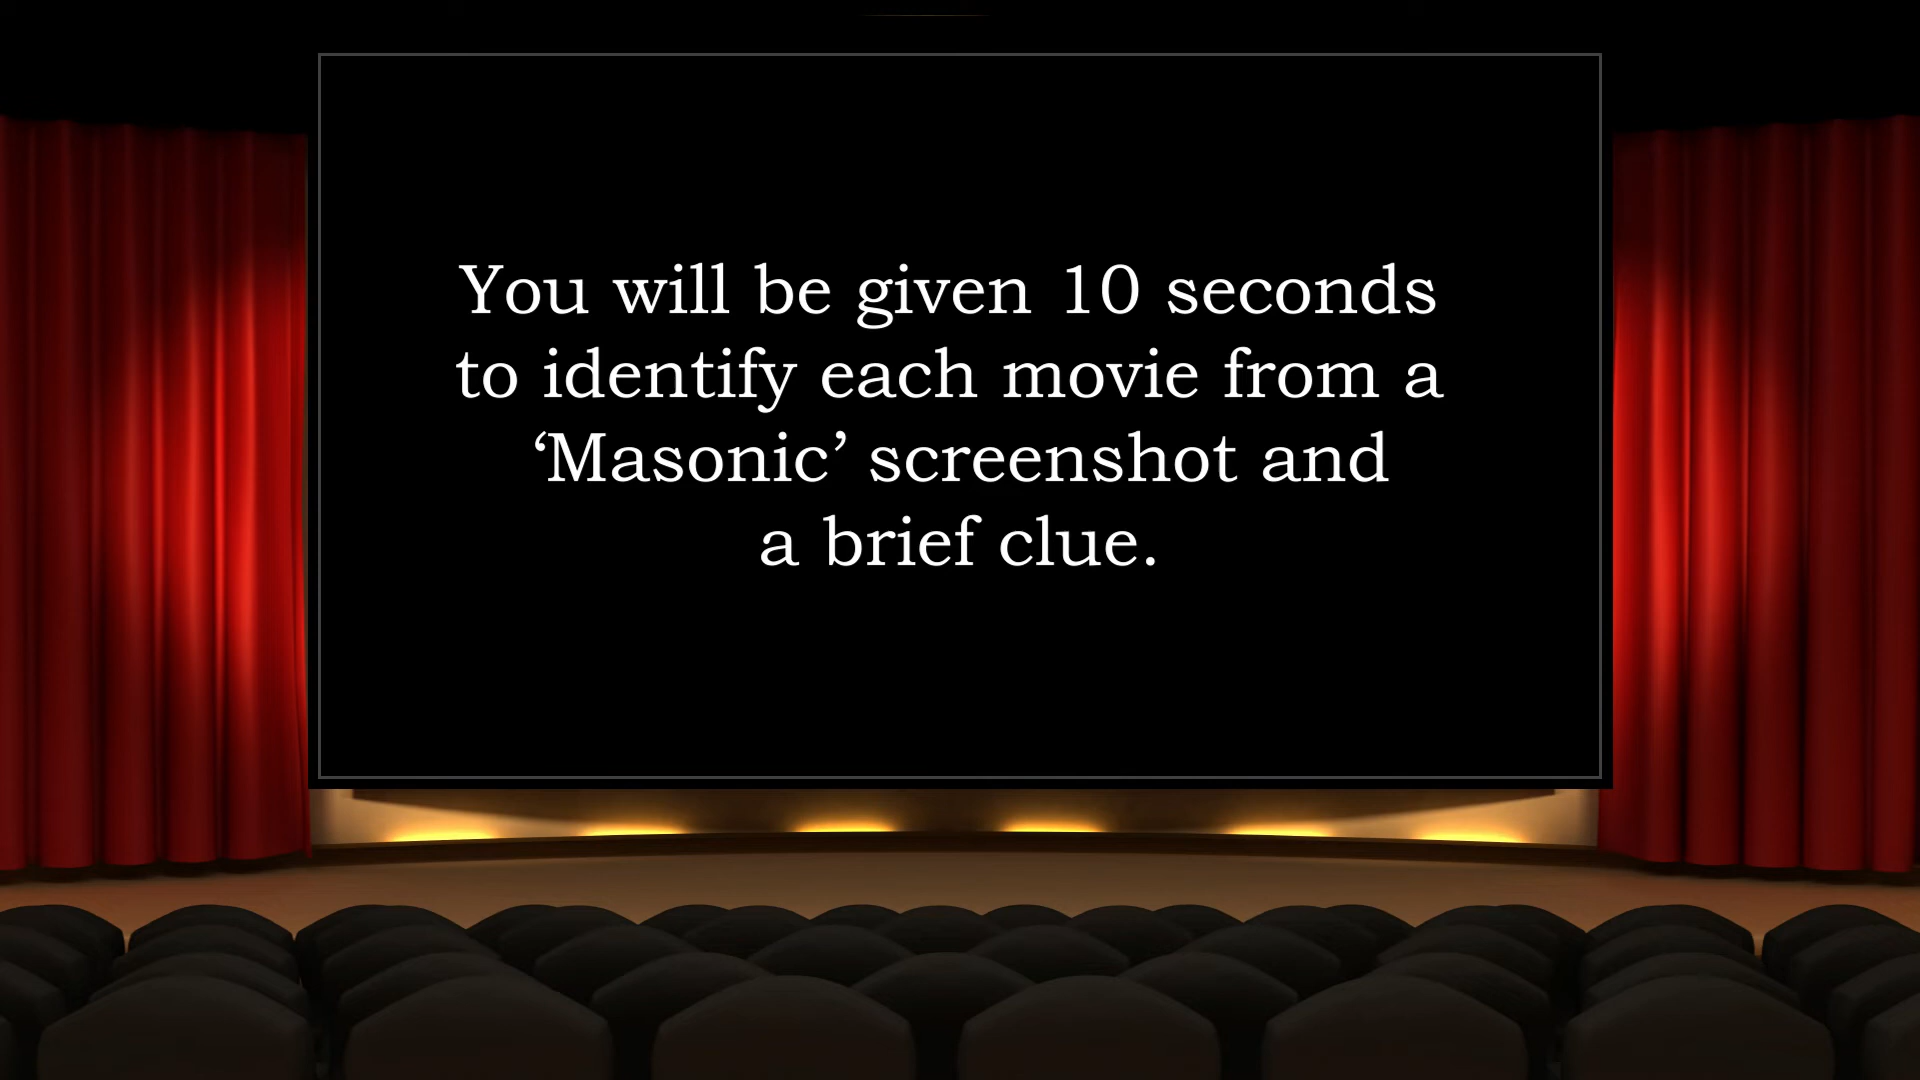 You will be given 10 seconds
to identify each movie from a
‘Masonic’ screenshot and
a brief clue.